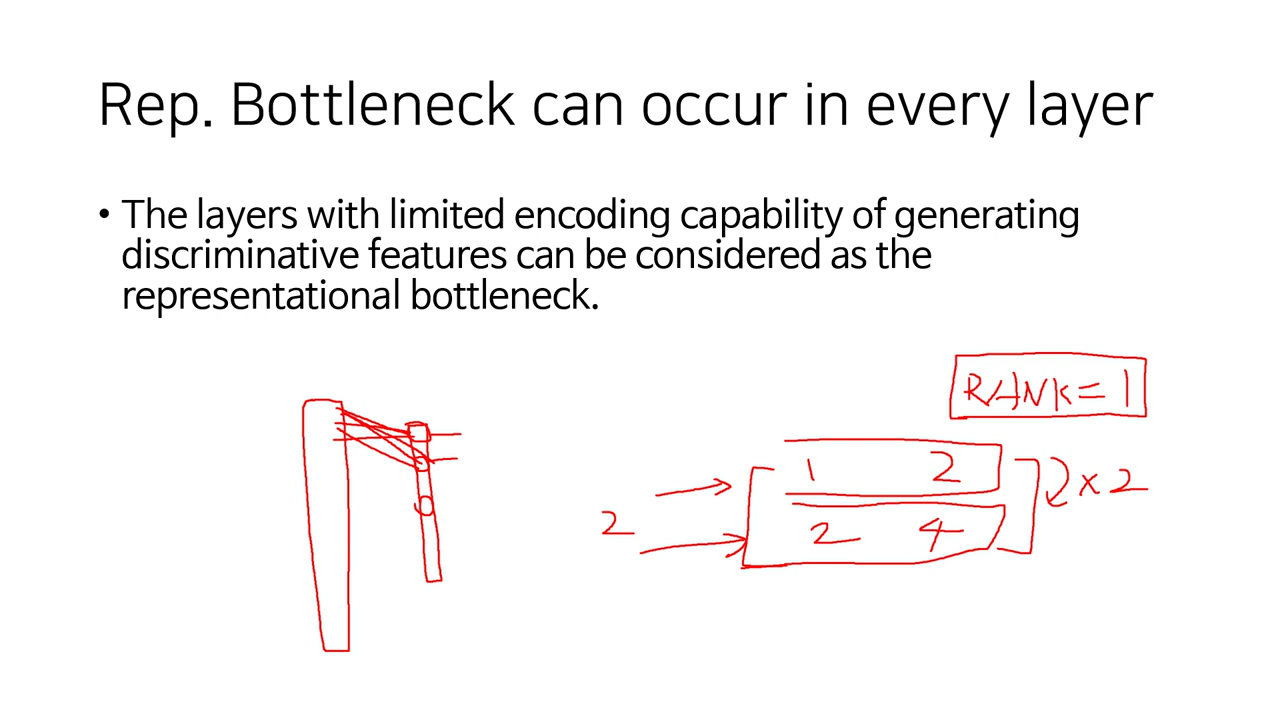 Rep. Bottleneck can occur in every layer
• The layers with limited encoding capability of generating
discriminative features can be considered as the
representational bottleneck.
RANK = 1
1 2
× 2
2
2 4